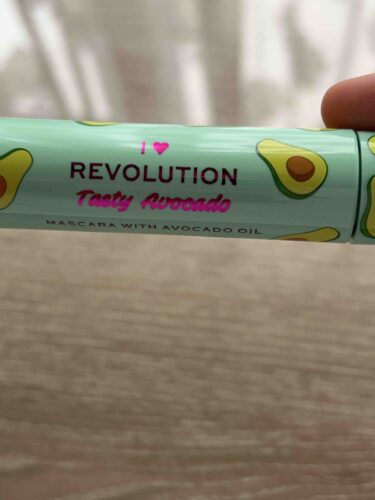 I ♥
REVOLUTION
Tasty Avocado
MASCARA WITH AVOCADO OIL